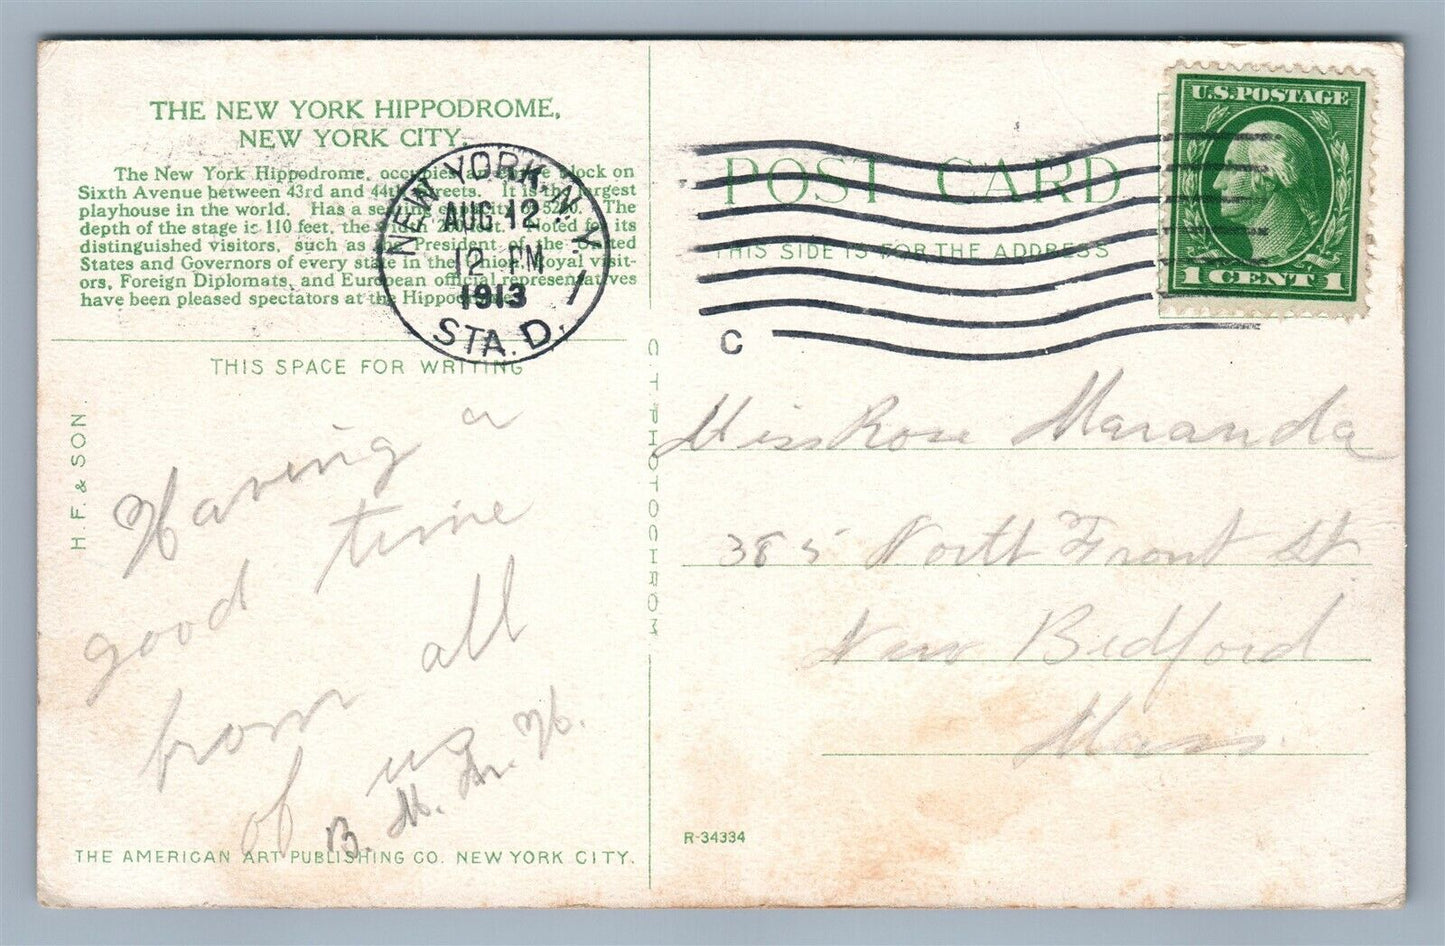 THE NEW YORK HIPPODROME,
NEW YORK CITY.
The New York Hippodrome, occupies block on
Sixth Avenue between 43rd and 44th Streets. It is the largest
playhouse in the world. Has a seating capacity 5200. The
depth of the stage is 110 feet, the Noted for its
distinguished visitors, such as the President of the United
States and Governors of every state in the Union, Royal visit-
ors, Foreign Diplomats, and European official representatives
have been pleased spectators at the Hippodrome.
NEW YORK, N.Y.
AUG 12
12 PM
1913
STA. D. 1
THIS SPACE FOR WRITING
H. F. & SON.
Having a
good time
from all
of us
B. M. M. H.
THE AMERICAN ART PUBLISHING CO. NEW YORK CITY.
C T PHOTOCHROM
POST CARD
THIS SIDE IS FOR THE ADDRESS
C
U.S. POSTAGE
1 CENT 1
Miss Rose Maranda
385 North Front St
New Bedford
Mass.
R-34334